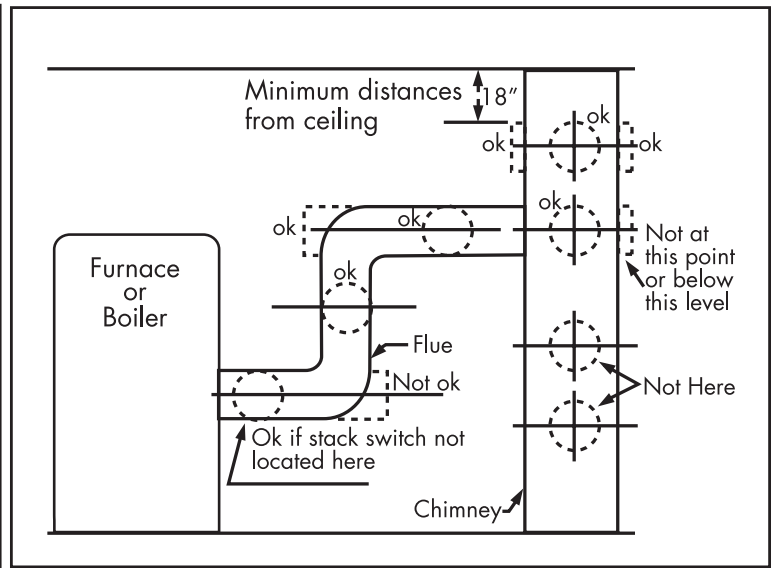 Minimum distances
from ceiling
18"
ok
ok
ok
ok
ok
ok
ok
Not at
this point
or below
this level
Furnace
or
Boiler
Flue
Not ok
Not Here
Ok if stack switch not
located here
Chimney